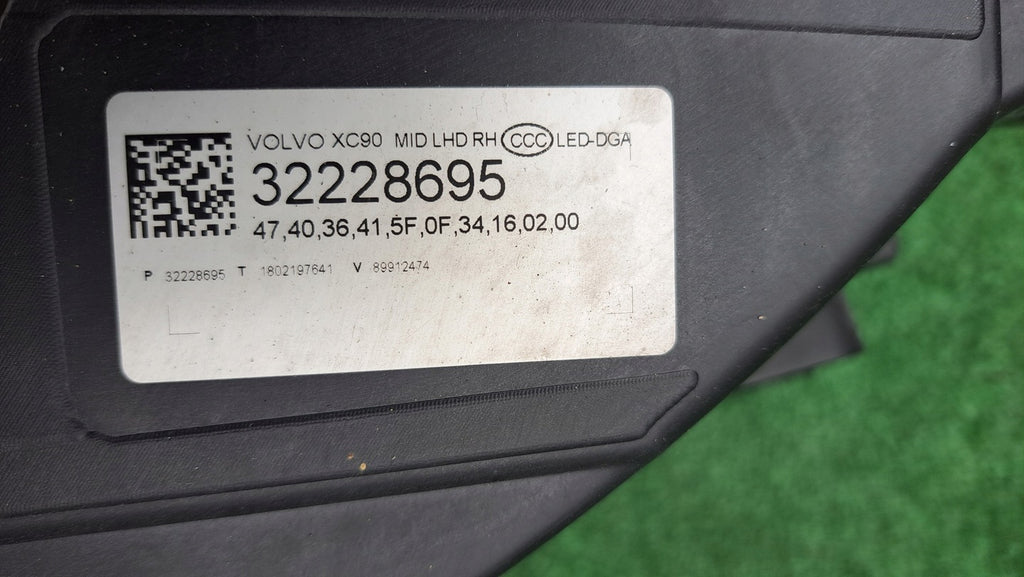 VOLVO XC90 MID LHD RH CCC LED-DGA
32228695
47,40,36,41,5F,0F,34,16,02,00
P 32228695 T 1802197641 V 89912474